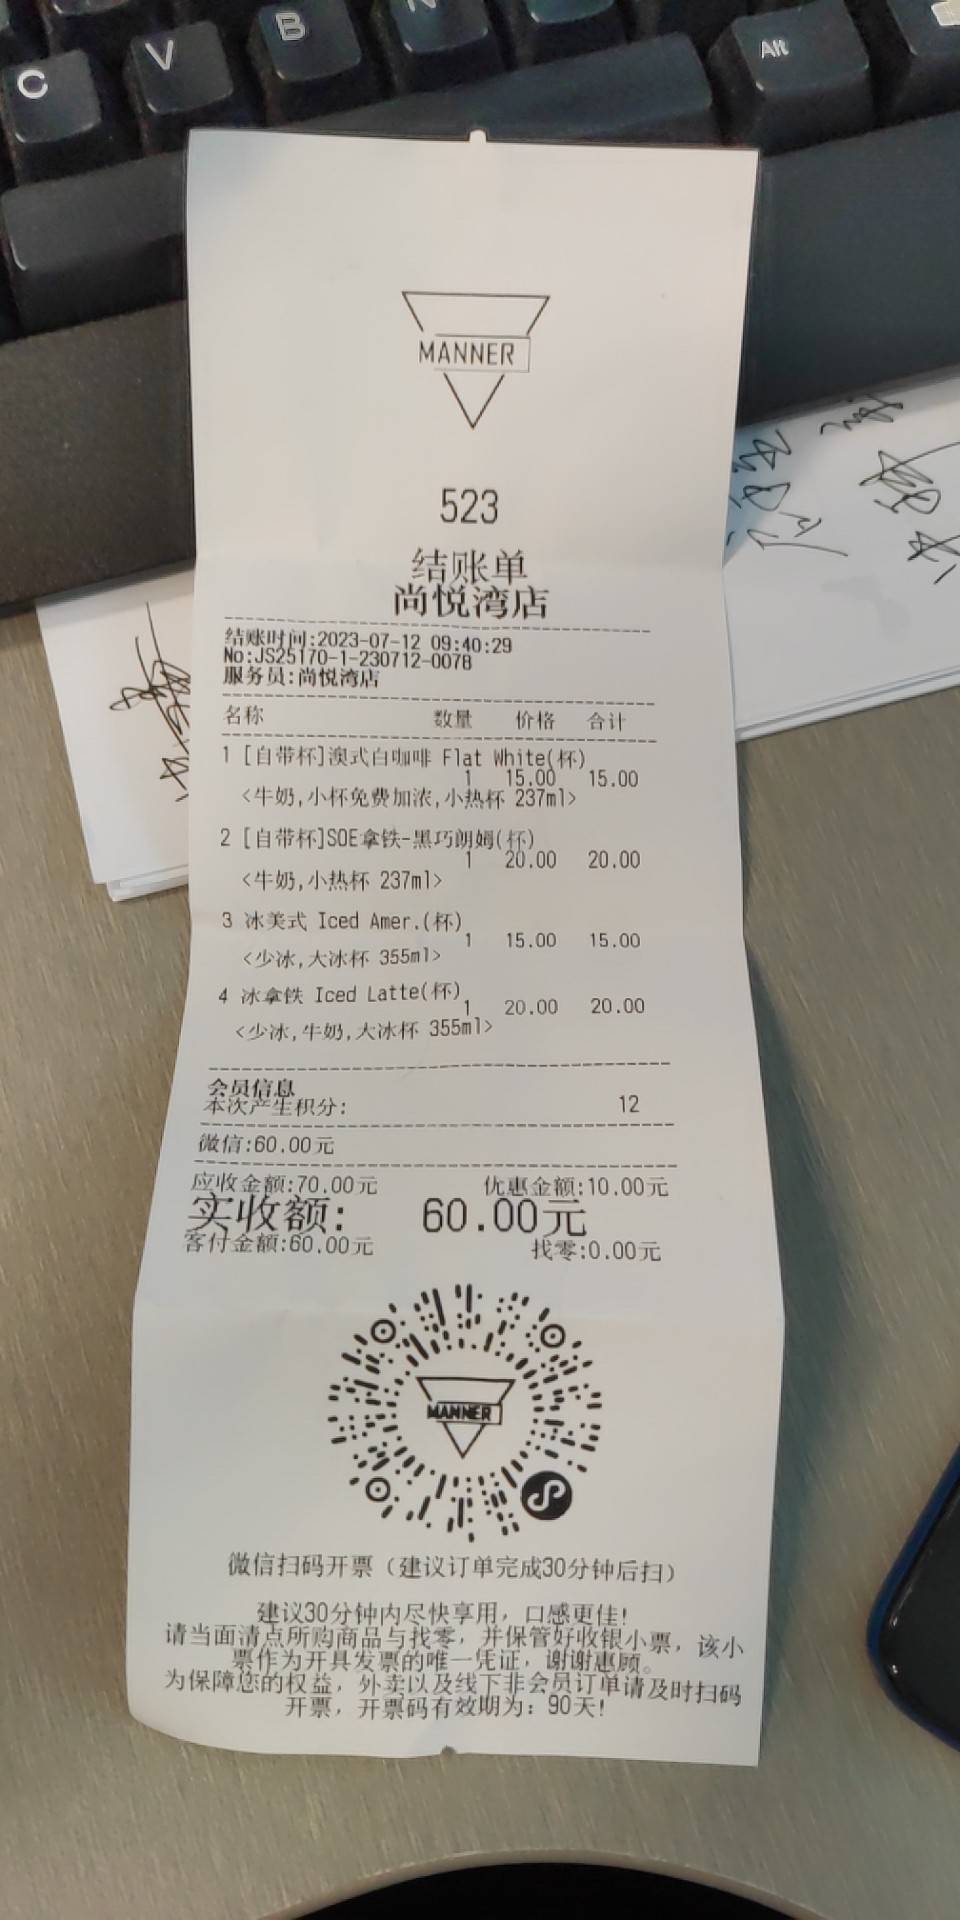 C
V
B
N
Alt
MANNER
523
结账单
尚悦湾店
结账时间:2023-07-12 09:40:29
No:JS25170-1-230712-0078
服务员:尚悦湾店
名称 数量 价格 合计
1 [自带杯]澳式白咖啡 Flat White(杯)
1 15.00 15.00
<牛奶,小杯免费加浓,小热杯 237ml>
2 [自带杯]SOE拿铁-黑巧朗姆(杯)
1 20.00 20.00
<牛奶,小热杯 237ml>
3 冰美式 Iced Amer.(杯)
1 15.00 15.00
<少冰,大冰杯 355ml>
4 冰拿铁 Iced Latte(杯)
1 20.00 20.00
<少冰,牛奶,大冰杯 355ml>
会员信息
本次产生积分: 12
微信:60.00元
应收金额:70.00元 优惠金额:10.00元
实收额: 60.00元
客付金额:60.00元 找零:0.00元
MANNER
微信扫码开票（建议订单完成30分钟后扫）
建议30分钟内尽快享用，口感更佳!
请当面清点所购商品与找零，并保管好收银小票，该小
票作为开具发票的唯一凭证，谢谢惠顾。
为保障您的权益，外卖以及线下非会员订单请及时扫码
开票，开票码有效期为：90天!